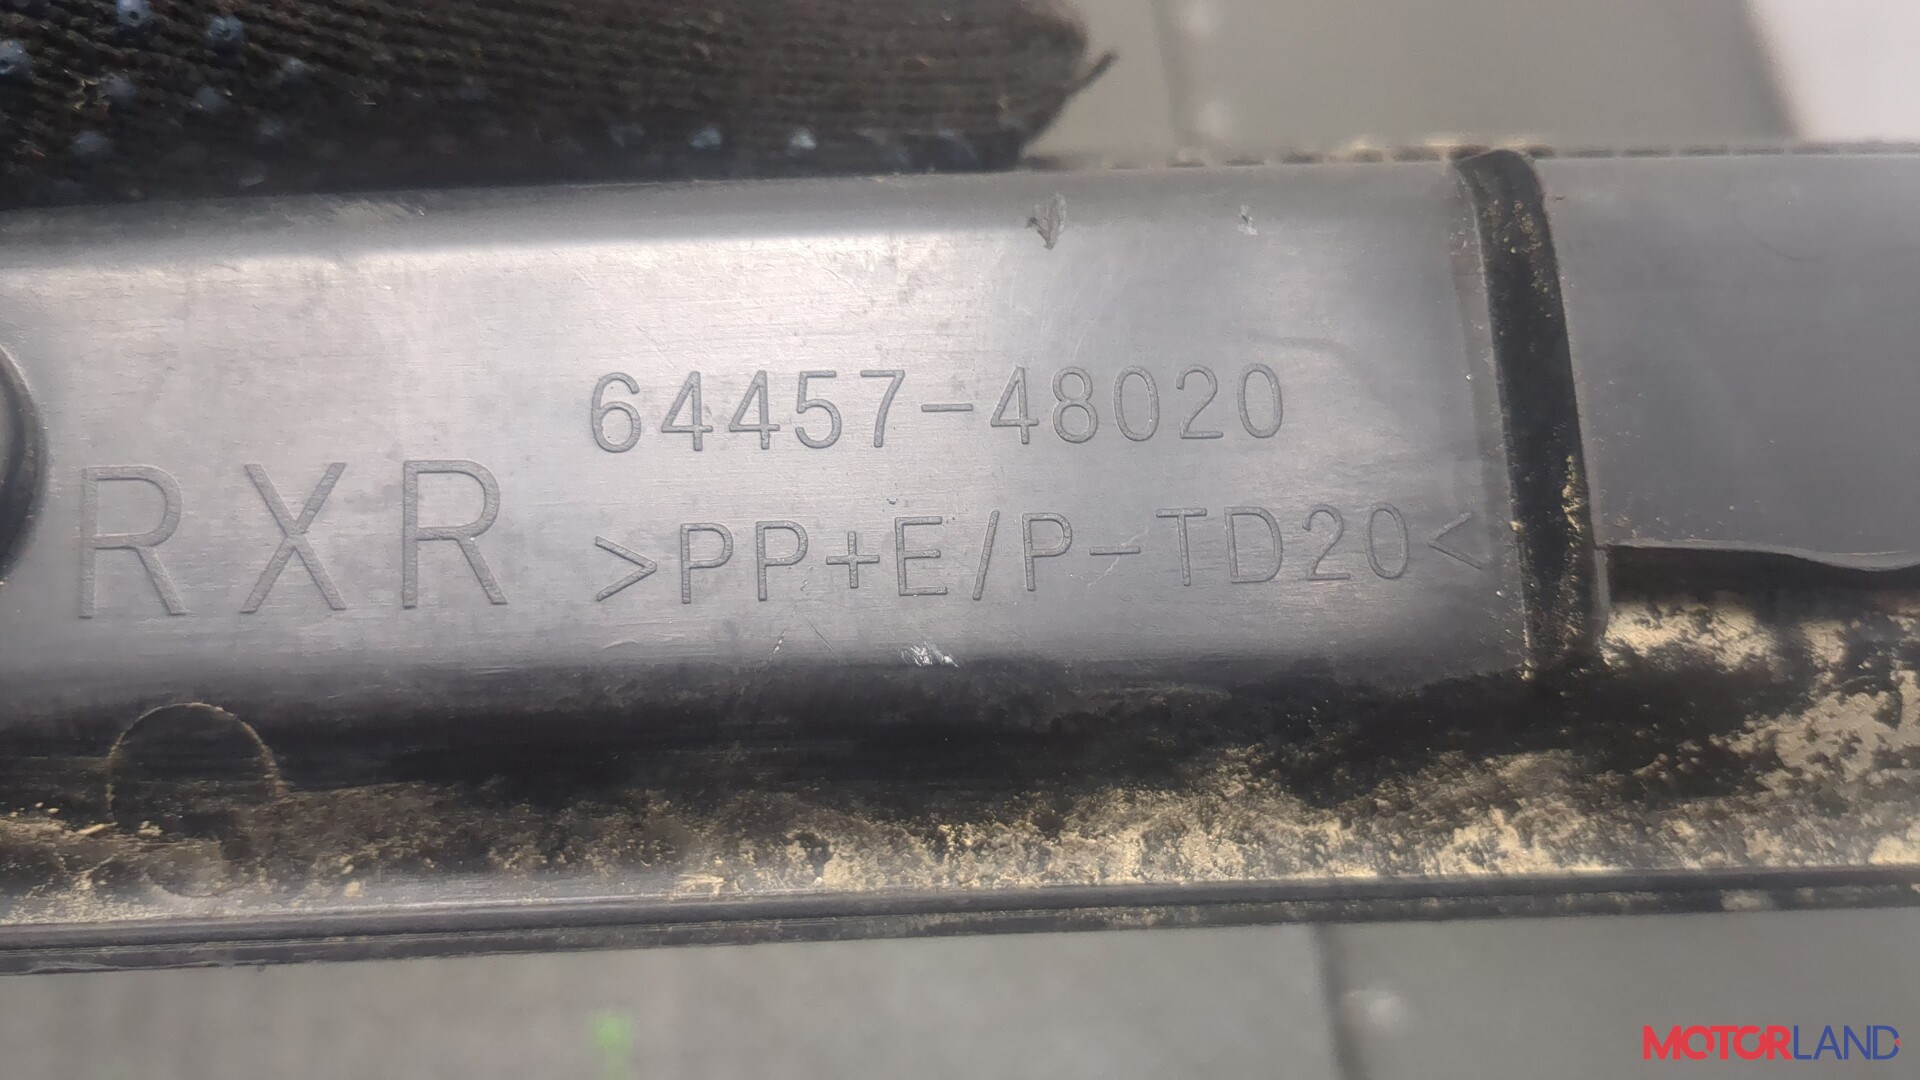 64457-48020
RXR
>PP+E/P-TD20<
MOTORLAND